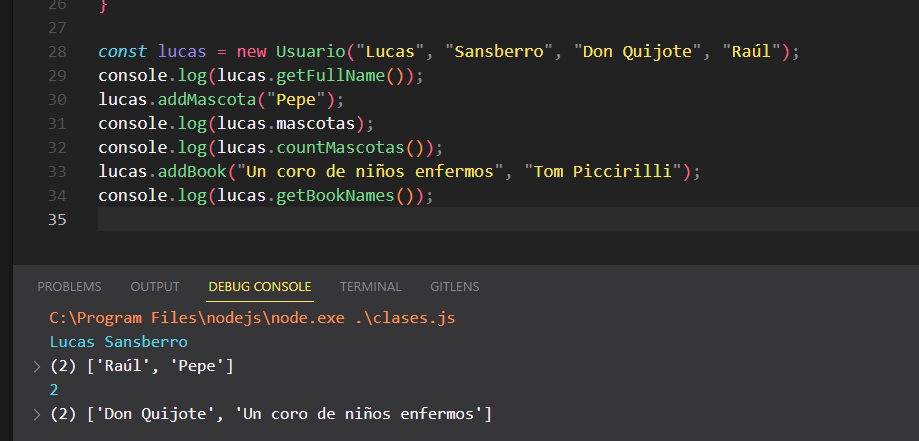 26 }
27
28 const lucas = new Usuario("Lucas", "Sansberro", "Don Quijote", "Raúl");
29 console.log(lucas.getFullName());
30 lucas.addMascota("Pepe");
31 console.log(lucas.mascotas);
32 console.log(lucas.countMascotas());
33 lucas.addBook("Un coro de niños enfermos", "Tom Piccirilli");
34 console.log(lucas.getBookNames());
35
PROBLEMS OUTPUT DEBUG CONSOLE TERMINAL GITLENS
C:\Program Files\nodejs\node.exe .\clases.js
Lucas Sansberro
> (2) ['Raúl', 'Pepe']
2
> (2) ['Don Quijote', 'Un coro de niños enfermos']